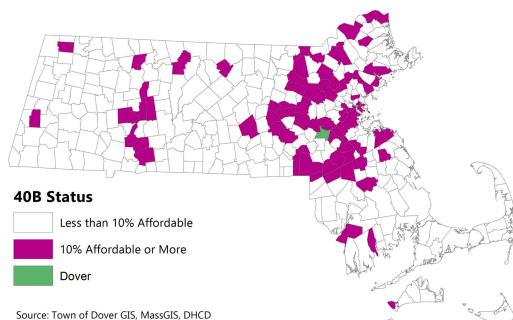 40B Status
Less than 10% Affordable
10% Affordable or More
Dover
Source: Town of Dover GIS, MassGIS, DHCD